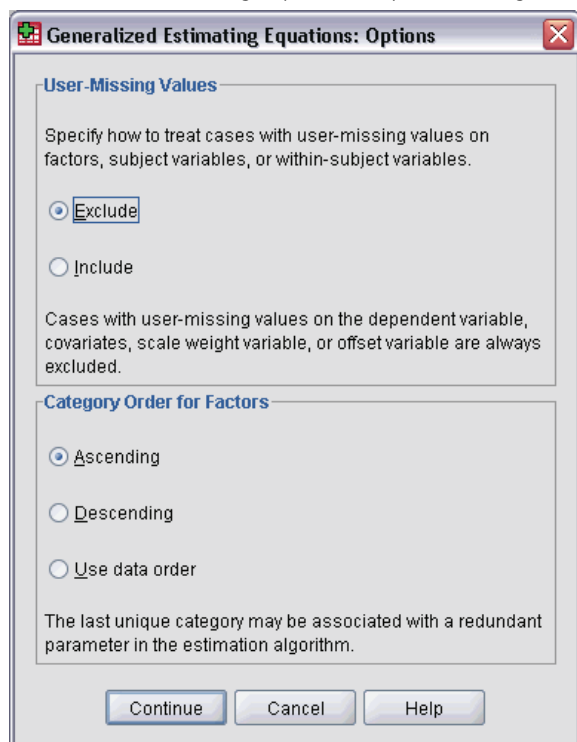 Generalized Estimating Equations: Options
User-Missing Values
Specify how to treat cases with user-missing values on
factors, subject variables, or within-subject variables.
Exclude
Include
Cases with user-missing values on the dependent variable,
covariates, scale weight variable, or offset variable are always
excluded.
Category Order for Factors
Ascending
Descending
Use data order
The last unique category may be associated with a redundant
parameter in the estimation algorithm.
Continue Cancel Help